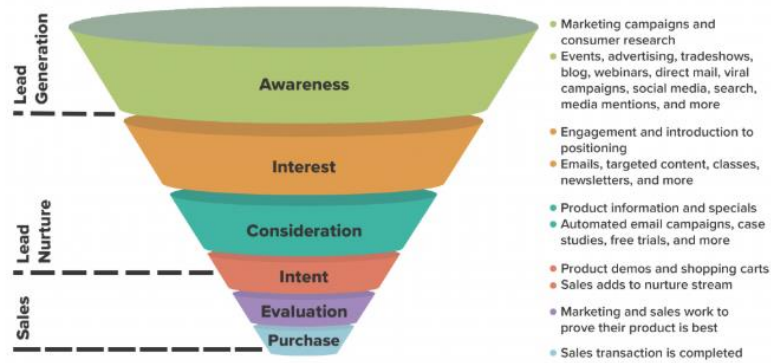 Lead
Generation
Awareness
• Marketing campaigns and
consumer research
• Events, advertising, tradeshows,
blog, webinars, direct mail, viral
campaigns, social media, search,
media mentions, and more
Interest
• Engagement and introduction to
positioning
• Emails, targeted content, classes,
newsletters, and more
Lead
Nurture
Consideration
• Product information and specials
• Automated email campaigns, case
studies, free trials, and more
Intent
• Product demos and shopping carts
• Sales adds to nurture stream
Sales
Evaluation
• Marketing and sales work to
prove their product is best
Purchase
• Sales transaction is completed